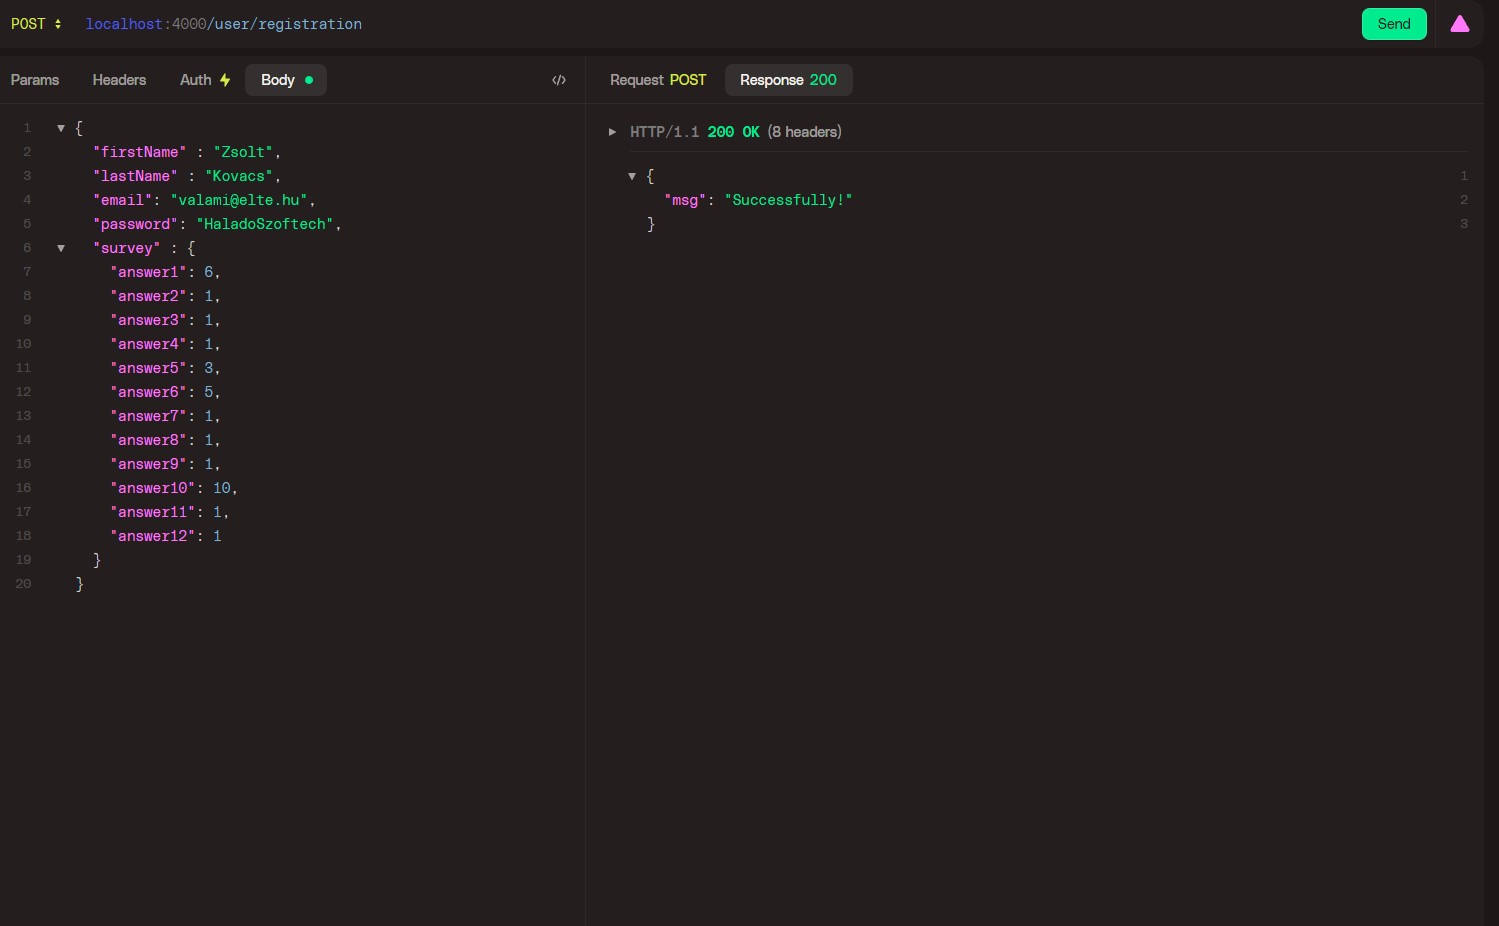 POST localhost:4000/user/registration Send
Params Headers Auth Body
Request POST Response 200
1 {
2 "firstName" : "Zsolt",
3 "lastName" : "Kovacs",
4 "email": "valami@elte.hu",
5 "password": "HaladoSzoftech",
6 "survey" : {
7 "answer1": 6,
8 "answer2": 1,
9 "answer3": 1,
10 "answer4": 1,
11 "answer5": 3,
12 "answer6": 5,
13 "answer7": 1,
14 "answer8": 1,
15 "answer9": 1,
16 "answer10": 10,
17 "answer11": 1,
18 "answer12": 1
19 }
20 }
HTTP/1.1 200 OK (8 headers)
{ 1
"msg": "Successfully!" 2
} 3